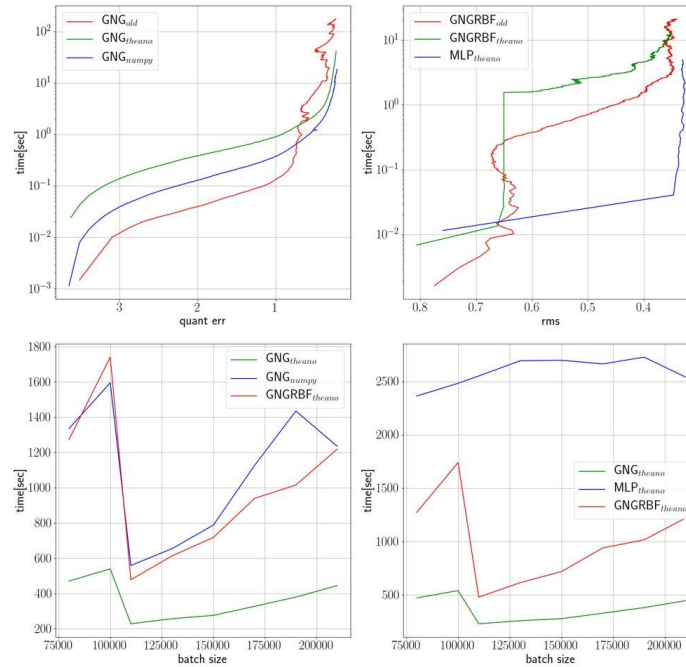 GNG_old
GNG_theano
GNG_numpy
10^2
10^1
10^0
10^-1
10^-2
10^-3
time[sec]
3
2
1
quant err
GNGRBF_old
GNGRBF_theano
MLP_theano
10^1
10^0
10^-1
10^-2
time[sec]
0.8
0.7
0.6
0.5
0.4
rms
GNG_theano
GNG_numpy
GNGRBF_theano
1800
1600
1400
1200
1000
800
600
400
200
time[sec]
75000
100000
125000
150000
175000
200000
batch size
GNG_theano
MLP_theano
GNGRBF_theano
2500
2000
1500
1000
500
time[sec]
75000
100000
125000
150000
175000
200000
batch size